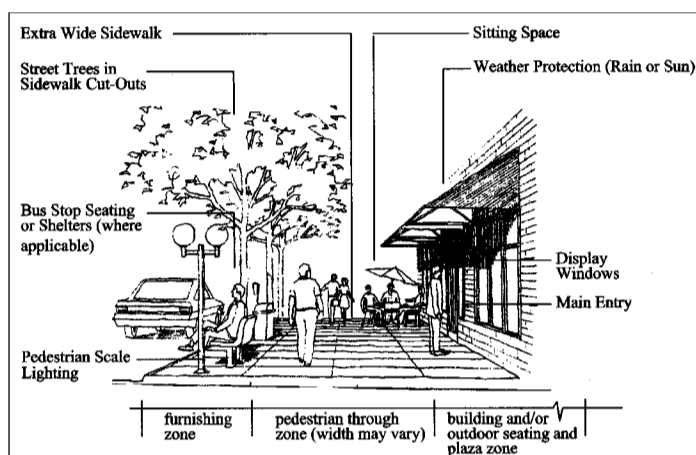 Extra Wide Sidewalk
Sitting Space
Street Trees in
Sidewalk Cut-Outs
Weather Protection (Rain or Sun)
Bus Stop Seating
or Shelters (where
applicable)
Display
Windows
Main Entry
Pedestrian Scale
Lighting
furnishing
zone
pedestrian through
zone (width may vary)
building and/or
outdoor seating and
plaza zone